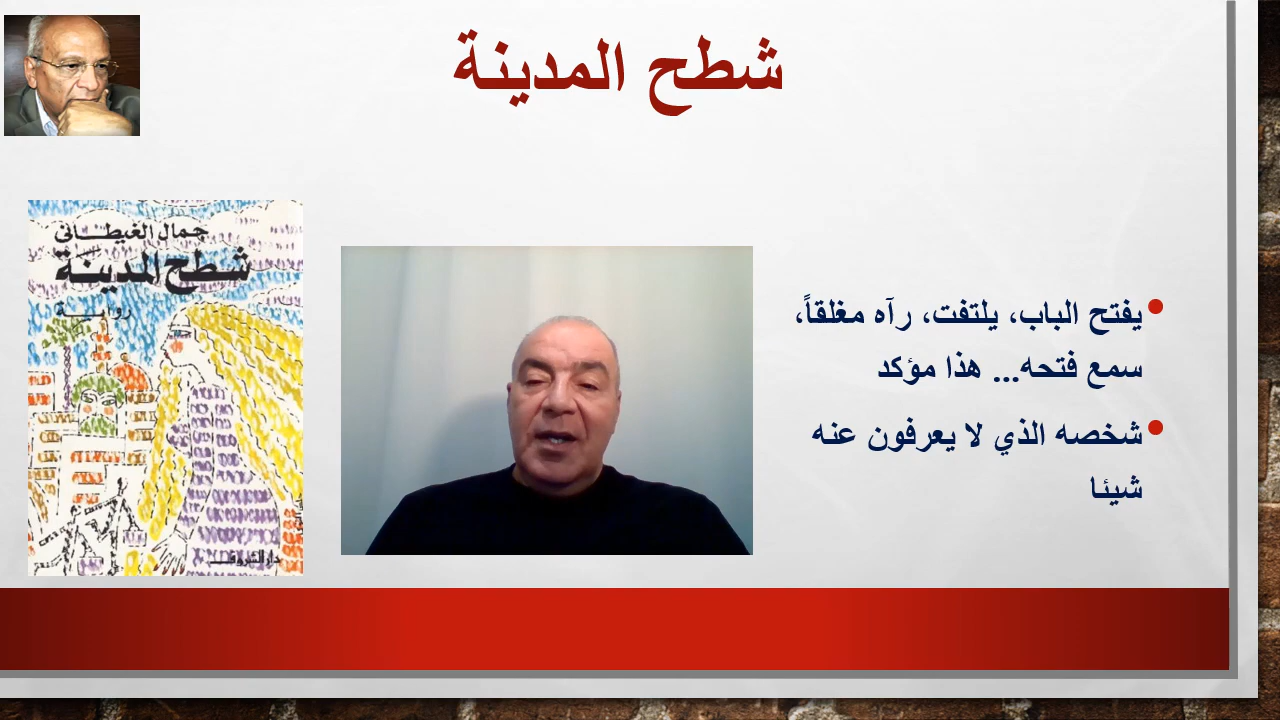 شطح المدينة
يفتح الباب، يلتفت، رآه مغلقاً،
سمع فتحه... هذا مؤكد
شخصه الذي لا يعرفون عنه
شيئا
جمال الغيطانى
شطح المدينة
رواية
دار الشروق